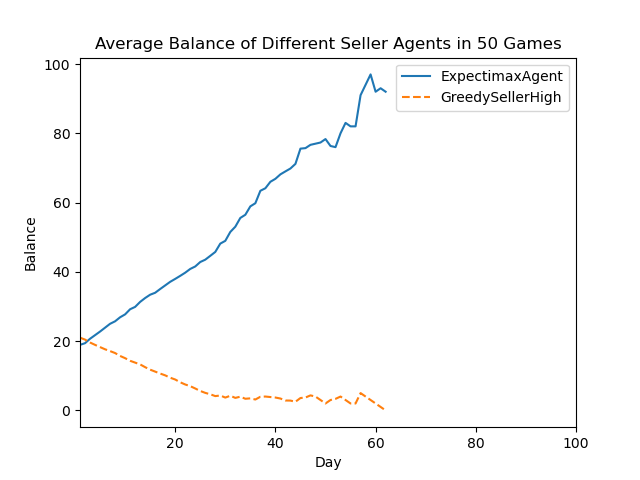 Average Balance of Different Seller Agents in 50 Games
ExpectimaxAgent
GreedySellerHigh
Balance
100
80
60
40
20
0
20 40 60 80 100
Day